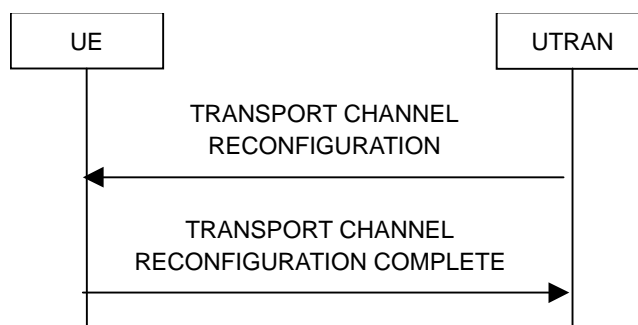 UE
UTRAN
TRANSPORT CHANNEL
RECONFIGURATION
TRANSPORT CHANNEL
RECONFIGURATION COMPLETE